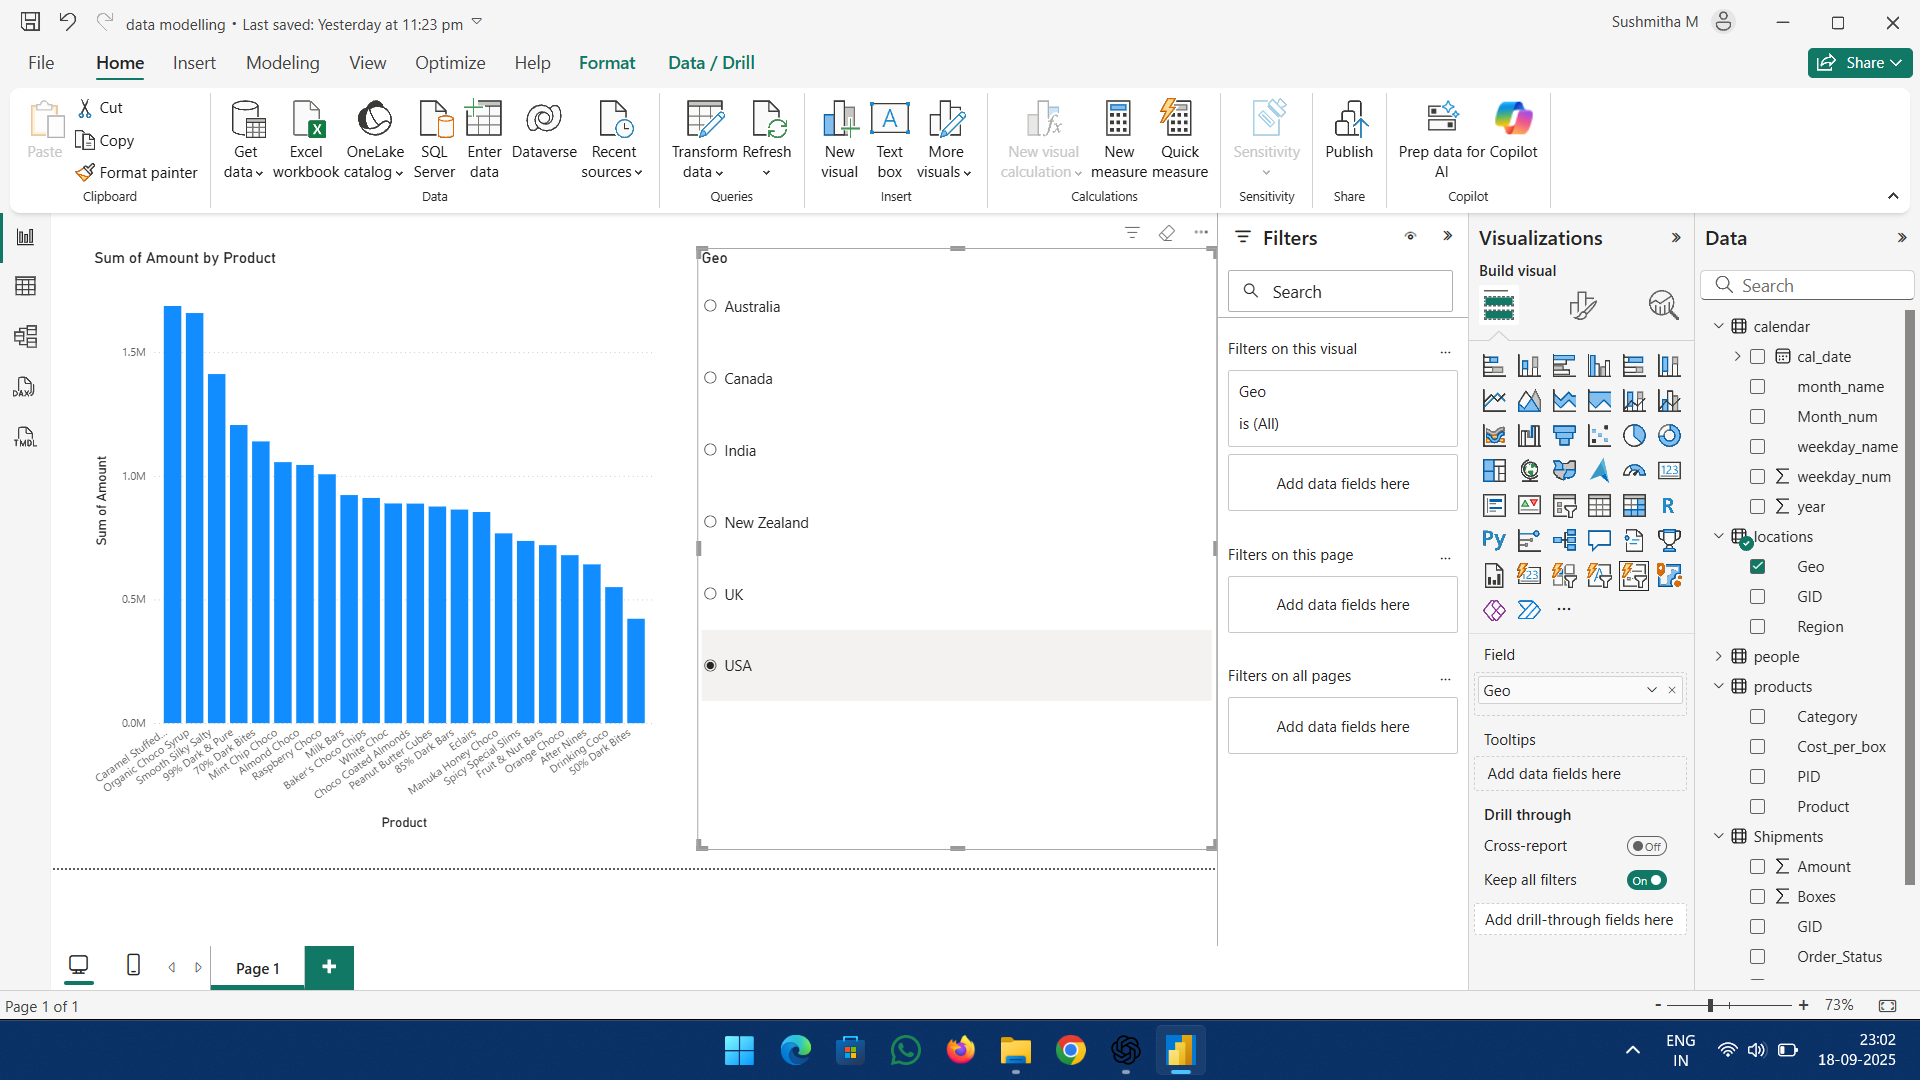 data modelling • Last saved: Yesterday at 11:23 pm
Sushmitha M
File
Home
Insert
Modeling
View
Optimize
Help
Format
Data / Drill
Share
Paste
Cut
Copy
Format painter
Clipboard
Get data
Excel workbook
OneLake catalog
SQL Server
Enter data
Dataverse
Recent sources
Data
Transform data
Refresh
Queries
New visual
Text box
More visuals
Insert
New visual calculation
New measure
Quick measure
Calculations
Sensitivity
Sensitivity
Publish
Share
Prep data for AI
Copilot
Copilot
DAX
TMDL
Sum of Amount by Product
1.5M
1.0M
0.5M
0.0M
Sum of Amount
Caramel Stuffed...
Organic Choco Syrup
Smooth Silky Salty
99% Dark & Pure
70% Dark Bites
Mint Chip Choco
Almond Choco
Raspberry Choco
Milk Bars
Baker's Choco Chips
White Choc
Choco Coated Almonds
Peanut Butter Cubes
85% Dark Bars
Eclairs
Manuka Honey Choco
Spicy Special Slims
Fruit & Nut Bars
Orange Choco
After Nines
Drinking Coco
50% Dark Bites
Product
Geo
Australia
Canada
India
New Zealand
UK
USA
Filters
Search
Filters on this visual
Geo
is (All)
Add data fields here
Filters on this page
Add data fields here
Filters on all pages
Add data fields here
Visualizations
Build visual
123
R
Py
123
Field
Geo
Tooltips
Add data fields here
Drill through
Cross-report
Off
Keep all filters
On
Add drill-through fields here
Data
Search
calendar
cal_date
month_name
Month_num
weekday_name
weekday_num
year
locations
Geo
GID
Region
people
products
Category
Cost_per_box
PID
Product
Shipments
Amount
Boxes
GID
Order_Status
Page 1
Page 1 of 1
- + 73%
ENG
IN
23:02
18-09-2025